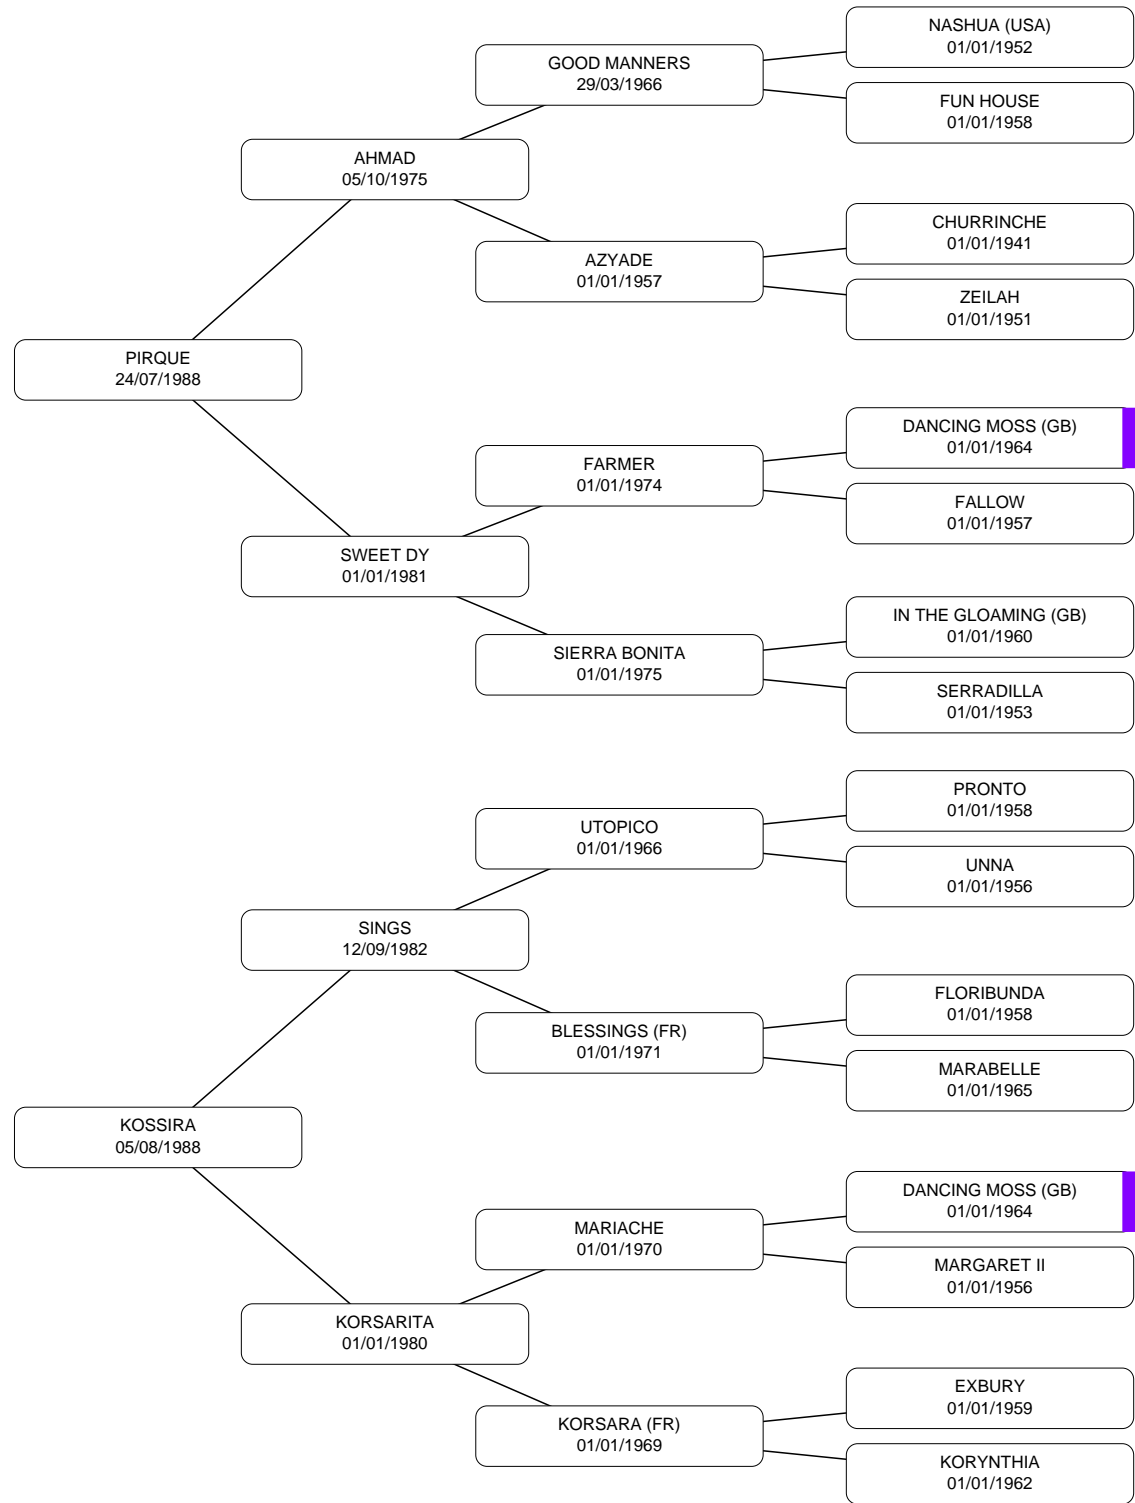 NASHUA (USA)
01/01/1952
GOOD MANNERS
29/03/1966
FUN HOUSE
01/01/1958
AHMAD
05/10/1975
CHURRINCHE
01/01/1941
AZYADE
01/01/1957
ZEILAH
01/01/1951
PIRQUE
24/07/1988
DANCING MOSS (GB)
01/01/1964
FARMER
01/01/1974
FALLOW
01/01/1957
SWEET DY
01/01/1981
IN THE GLOAMING (GB)
01/01/1960
SIERRA BONITA
01/01/1975
SERRADILLA
01/01/1953
PRONTO
01/01/1958
UTOPICO
01/01/1966
UNNA
01/01/1956
SINGS
12/09/1982
FLORIBUNDA
01/01/1958
BLESSINGS (FR)
01/01/1971
MARABELLE
01/01/1965
KOSSIRA
05/08/1988
DANCING MOSS (GB)
01/01/1964
MARIACHE
01/01/1970
MARGARET II
01/01/1956
KORSARITA
01/01/1980
EXBURY
01/01/1959
KORSARA (FR)
01/01/1969
KORYNTHIA
01/01/1962